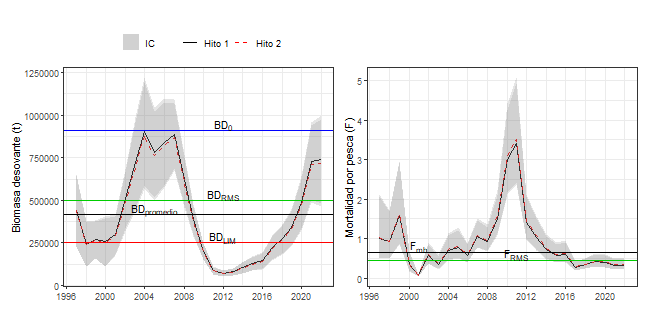 IC Hito 1 Hito 2
Biomasa desovante (t)
1250000
1000000
750000
500000
250000
0
BD0
BDRMS
BDpromedio
BDLIM
1996 2000 2004 2008 2012 2016 2020
Mortalidad por pesca (F)
5
4
3
2
1
0
Fmh
FRMS
1996 2000 2004 2008 2012 2016 2020